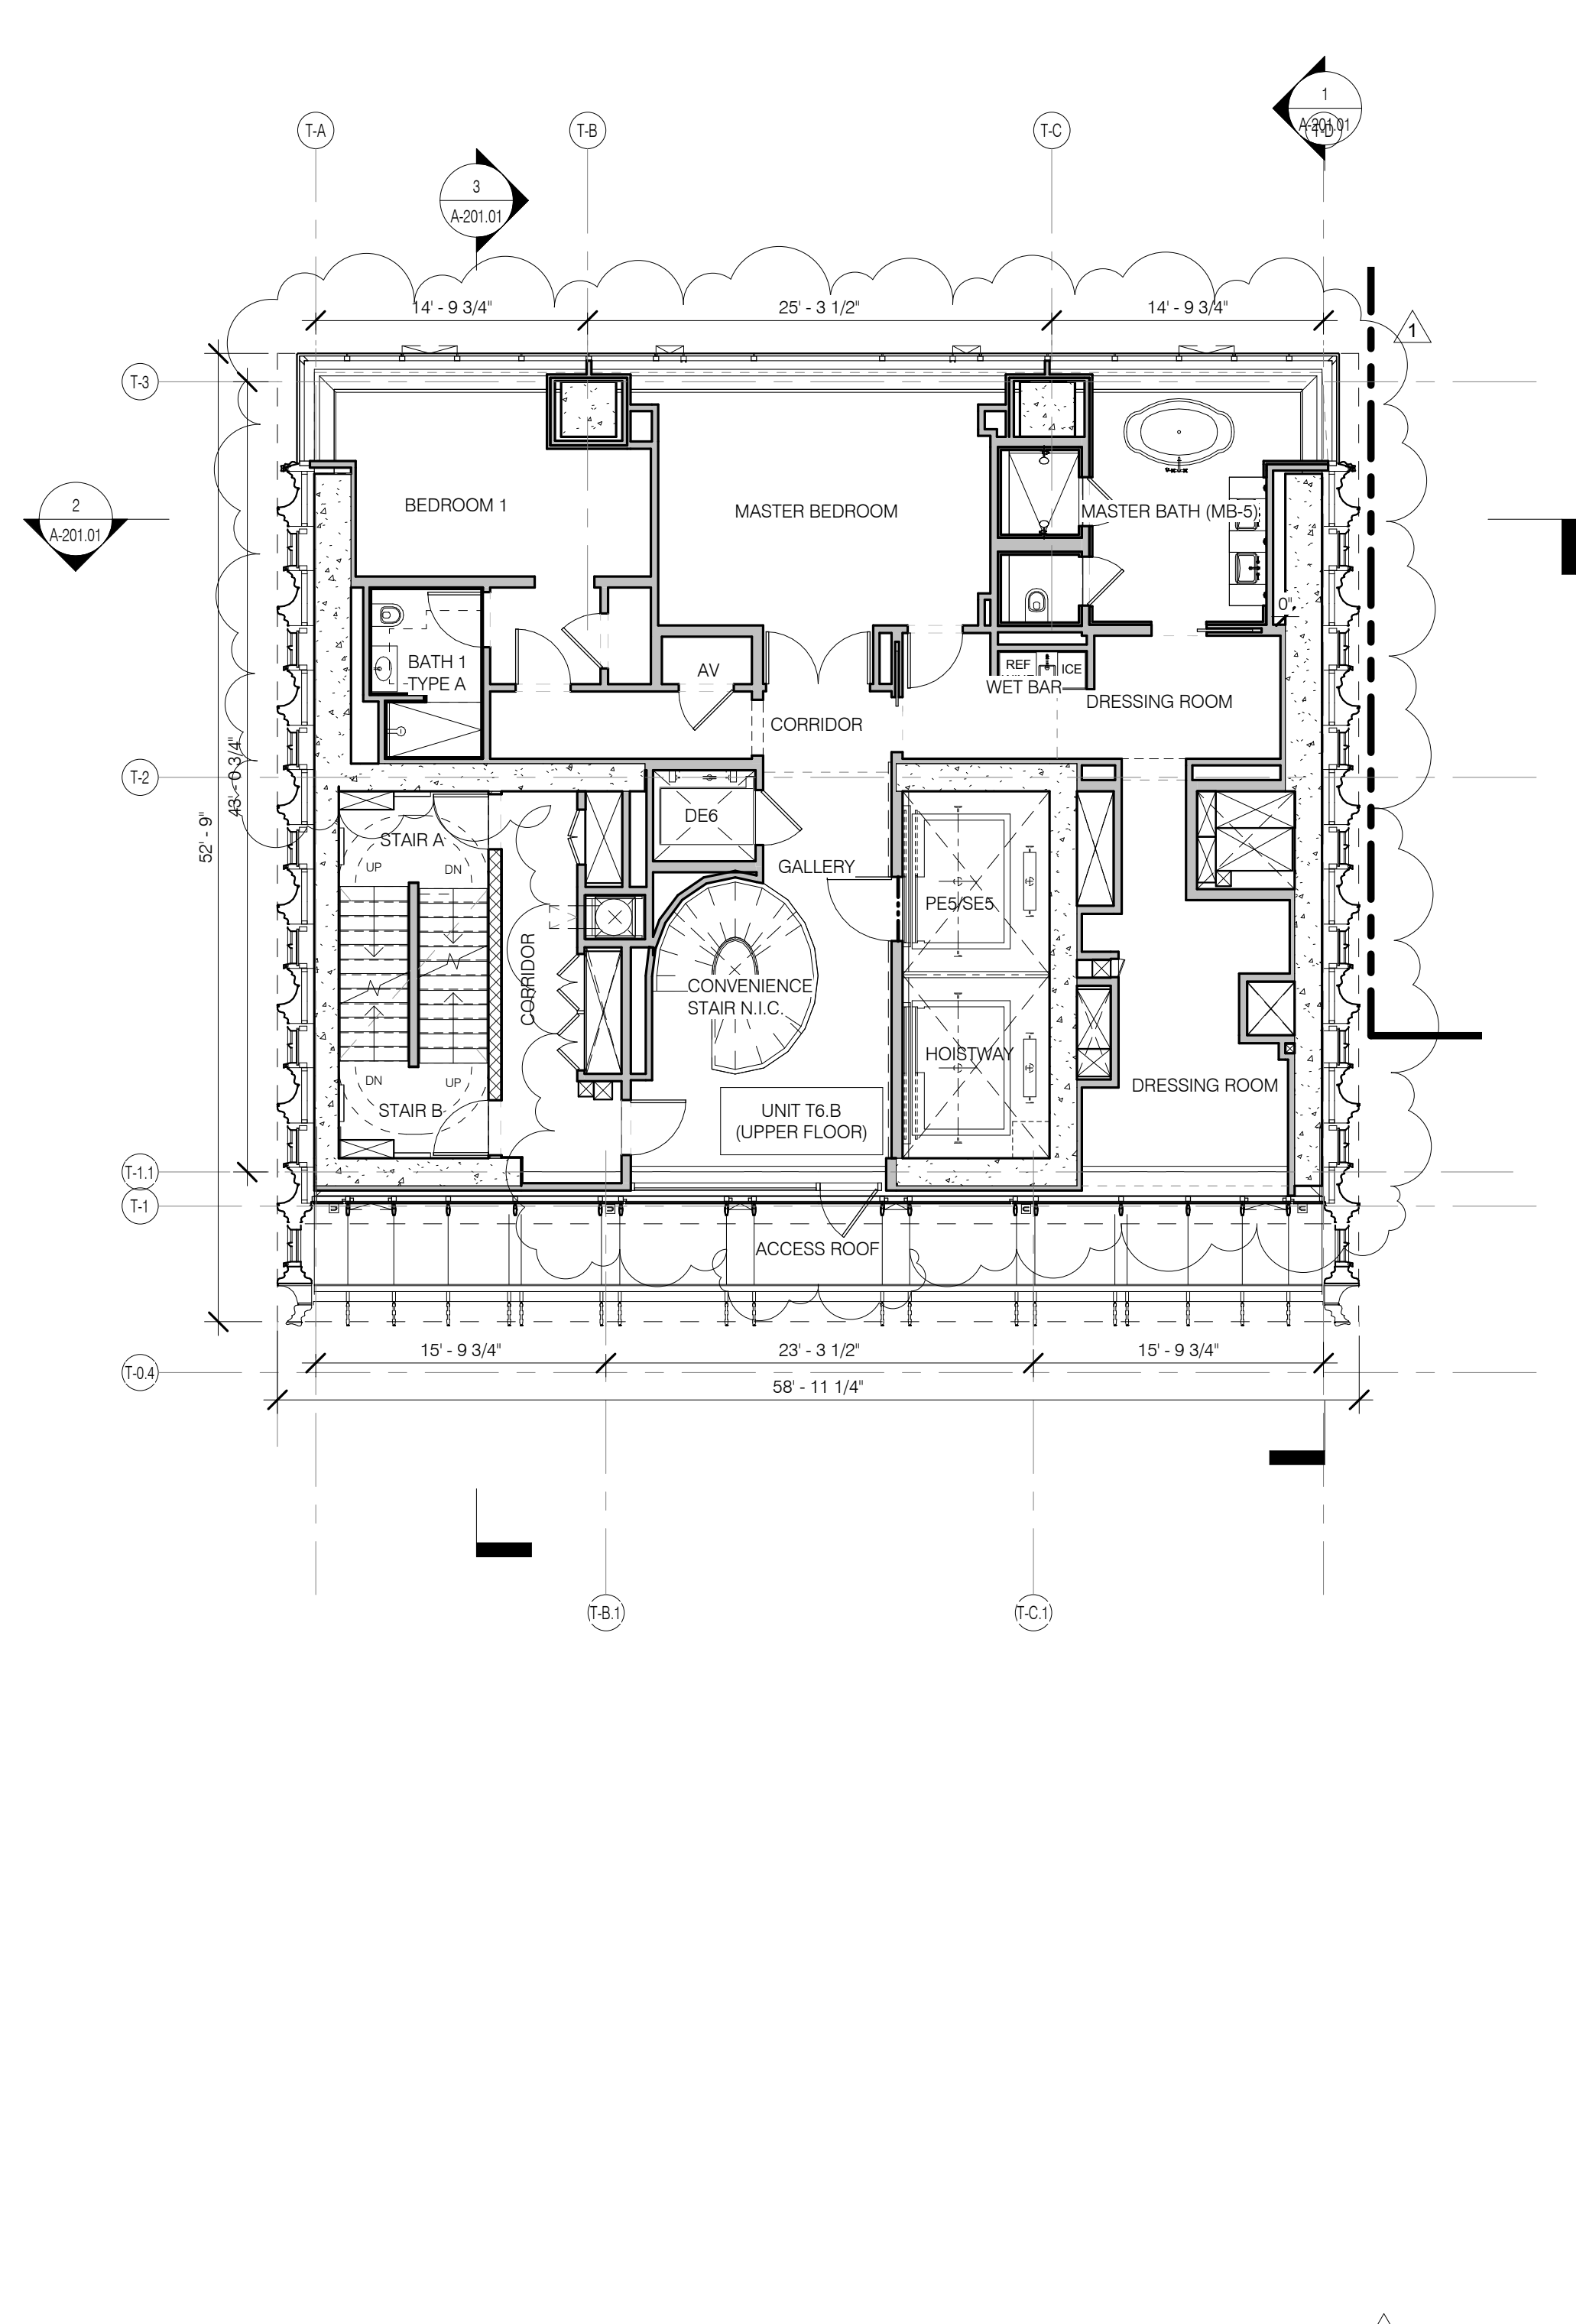 1
A-201.01
T-A
T-B
T-C
T-D
3
A-201.01
14' - 9 3/4"
25' - 3 1/2"
14' - 9 3/4"
1
T-3
2
A-201.01
BEDROOM 1
MASTER BEDROOM
MASTER BATH (MB-5)
0"
BATH 1
TYPE A
AV
REF
ICE
WET BAR
DRESSING ROOM
CORRIDOR
T-2
43' - 0 3/4"
52' - 9"
STAIR A
UP
DN
DE6
GALLERY
PE5/SE5
CORRIDOR
CONVENIENCE
STAIR N.I.C.
HOISTWAY
DN
UP
STAIR B
UNIT T6.B
(UPPER FLOOR)
DRESSING ROOM
T-1.1
T-1
ACCESS ROOF
15' - 9 3/4"
23' - 3 1/2"
15' - 9 3/4"
T-0.4
58' - 11 1/4"
T-B.1
T-C.1